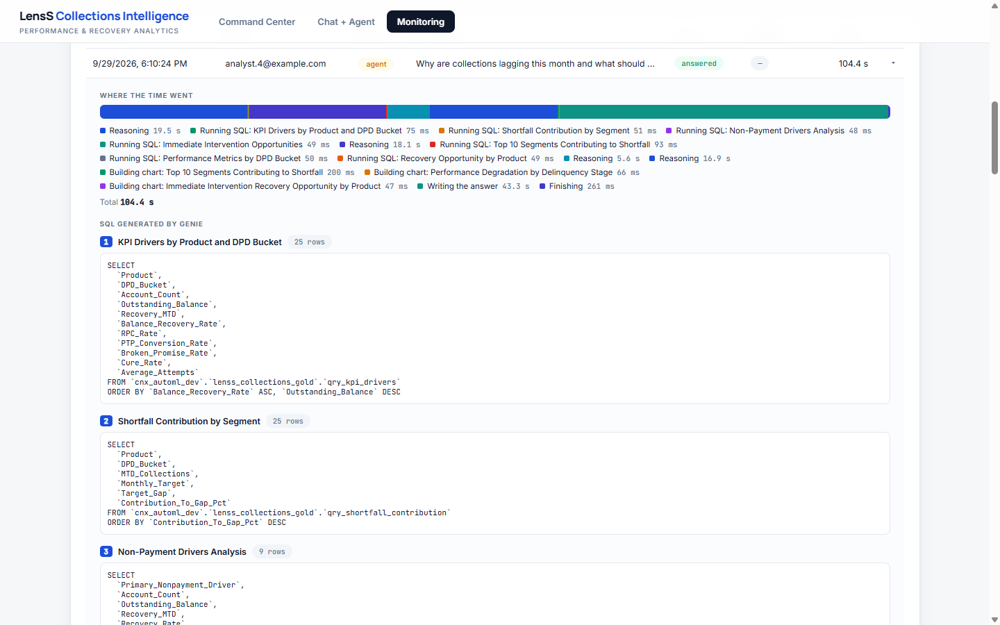 LensS Collections Intelligence
PERFORMANCE & RECOVERY ANALYTICS
Command Center
Chat + Agent
Monitoring
9/29/2026, 6:10:24 PM analyst.4@example.com agent Why are collections lagging this month and what should ... answered – 104.4 s
WHERE THE TIME WENT
Reasoning 19.5 s Running SQL: KPI Drivers by Product and DPD Bucket 75 ms Running SQL: Shortfall Contribution by Segment 51 ms Running SQL: Non-Payment Drivers Analysis 48 ms
Running SQL: Immediate Intervention Opportunities 49 ms Reasoning 18.1 s Running SQL: Top 10 Segments Contributing to Shortfall 93 ms
Running SQL: Performance Metrics by DPD Bucket 50 ms Running SQL: Recovery Opportunity by Product 49 ms Reasoning 5.6 s Reasoning 16.9 s
Building chart: Top 10 Segments Contributing to Shortfall 200 ms Building chart: Performance Degradation by Delinquency Stage 66 ms
Building chart: Immediate Intervention Recovery Opportunity by Product 47 ms Writing the answer 43.3 s Finishing 261 ms
Total 104.4 s
SQL GENERATED BY GENIE
1 KPI Drivers by Product and DPD Bucket 25 rows
SELECT
`Product`,
`DPD_Bucket`,
`Account_Count`,
`Outstanding_Balance`,
`Recovery_MTD`,
`Balance_Recovery_Rate`,
`RPC_Rate`,
`PTP_Conversion_Rate`,
`Broken_Promise_Rate`,
`Cure_Rate`,
`Average_Attempts`
FROM `cnx_automl_dev`.`lenss_collections_gold`.`qry_kpi_drivers`
ORDER BY `Balance_Recovery_Rate` ASC, `Outstanding_Balance` DESC
2 Shortfall Contribution by Segment 25 rows
SELECT
`Product`,
`DPD_Bucket`,
`MTD_Collections`,
`Monthly_Target`,
`Target_Gap`,
`Contribution_To_Gap_Pct`
FROM `cnx_automl_dev`.`lenss_collections_gold`.`qry_shortfall_contribution`
ORDER BY `Contribution_To_Gap_Pct` DESC
3 Non-Payment Drivers Analysis 9 rows
SELECT
`Primary_Nonpayment_Driver`,
`Account_Count`,
`Outstanding_Balance`,
`Recovery_MTD`,
`Recovery_Rate`